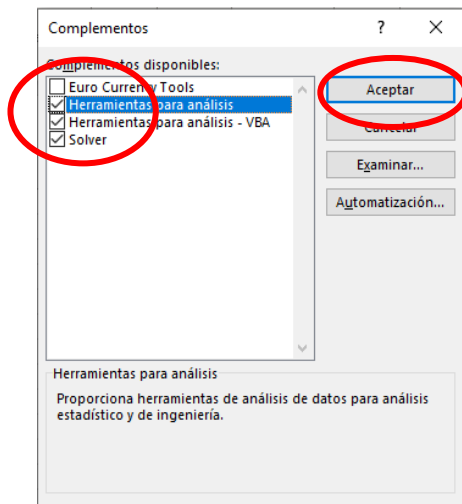 Complementos
Complementos disponibles:
Euro Currency Tools
Herramientas para análisis
Herramientas para análisis - VBA
Solver
Aceptar
Cancelar
Examinar...
Automatización...
Herramientas para análisis
Proporciona herramientas de análisis de datos para análisis
estadístico y de ingeniería.